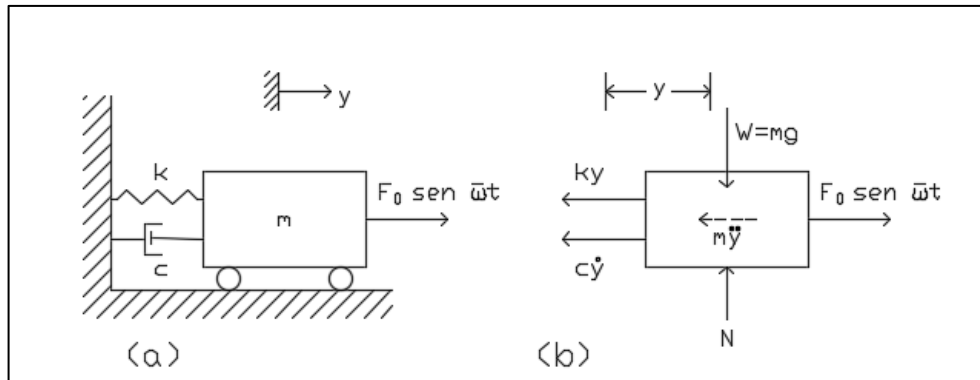 y
k
F₀ sen ω̅t
m
c
(a)
y
W=mg
ky
F₀ sen ω̅t
mÿ
cẏ
N
(b)